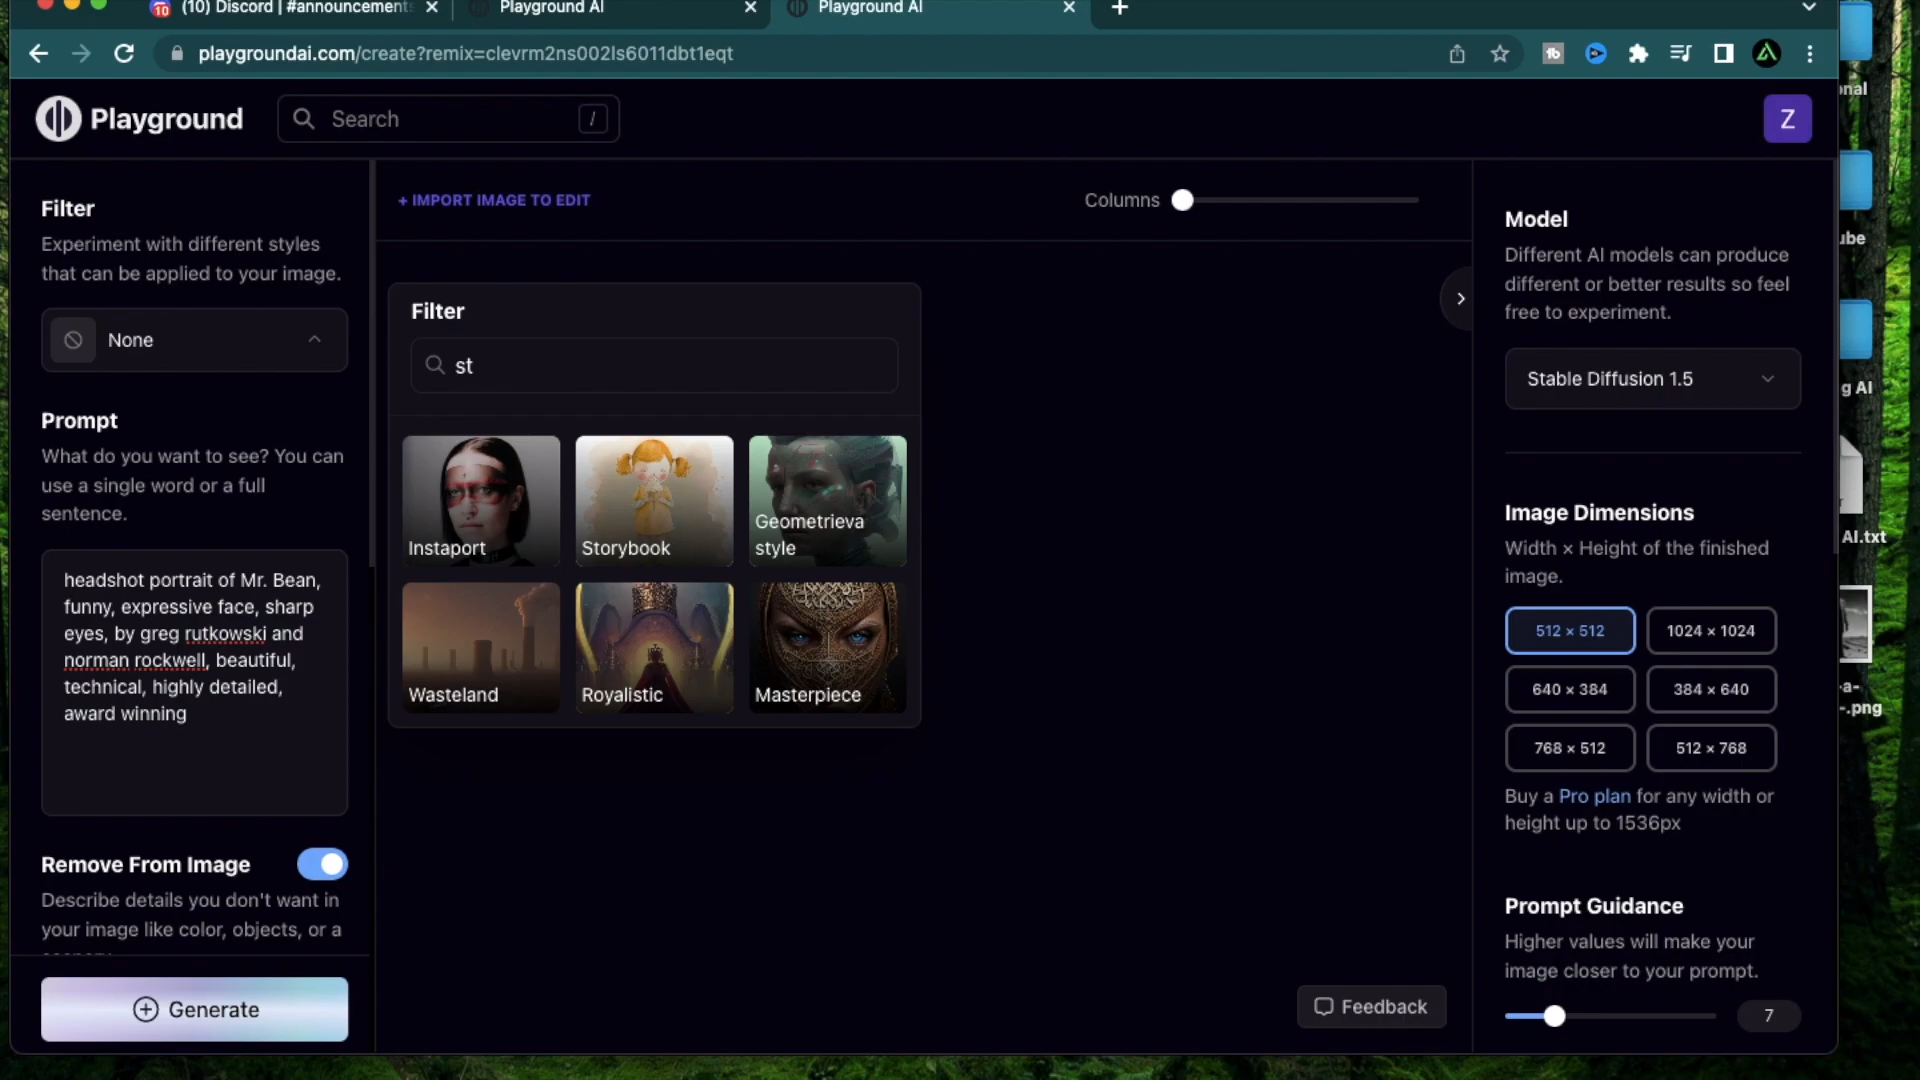 (10) Discord | #announcements
Playground AI
Playground AI
playgroundai.com/create?remix=clevrm2ns002ls6011dbt1eqt
Playground
Search
/
Z
Filter
Experiment with different styles
that can be applied to your image.
None
Prompt
What do you want to see? You can
use a single word or a full
sentence.
headshot portrait of Mr. Bean,
funny, expressive face, sharp
eyes, by greg rutkowski and
norman rockwell, beautiful,
technical, highly detailed,
award winning
Remove From Image
Describe details you don't want in
your image like color, objects, or a
Generate
+ IMPORT IMAGE TO EDIT
Columns
Filter
st
Instaport
Storybook
Geometrieva
style
Wasteland
Royalistic
Masterpiece
Feedback
Model
Different AI models can produce
different or better results so feel
free to experiment.
Stable Diffusion 1.5
Image Dimensions
Width × Height of the finished
image.
512 × 512
1024 × 1024
640 × 384
384 × 640
768 × 512
512 × 768
Buy a Pro plan for any width or
height up to 1536px
Prompt Guidance
Higher values will make your
image closer to your prompt.
7
onal
ube
g AI
AI.txt
-a-
-.png